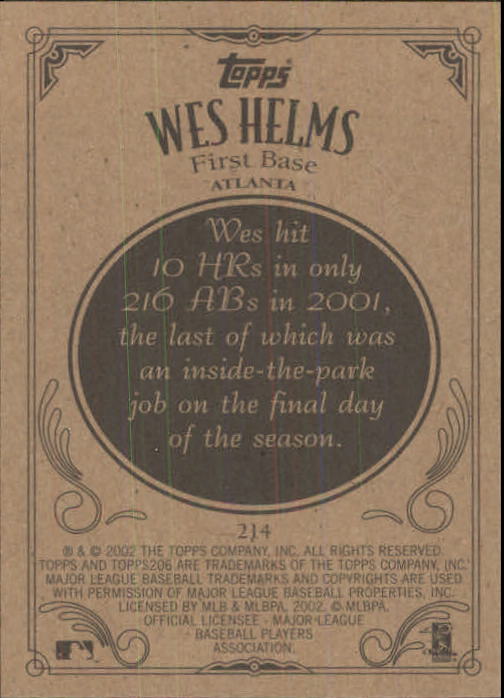 Topps
WES HELMS
First Base
ATLANTA
Wes hit
10 HRs in only
216 ABs in 2001,
the last of which was
an inside-the-park
job on the final day
of the season.
214
® & © 2002 THE TOPPS COMPANY, INC. ALL RIGHTS RESERVED.
TOPPS AND TOPPS206 ARE TRADEMARKS OF THE TOPPS COMPANY, INC.
MAJOR LEAGUE BASEBALL TRADEMARKS AND COPYRIGHTS ARE USED
WITH PERMISSION OF MAJOR LEAGUE BASEBALL PROPERTIES, INC.
LICENSED BY MLB & MLBPA, 2002. © MLBPA.
OFFICIAL LICENSEE - MAJOR LEAGUE
BASEBALL PLAYERS
ASSOCIATION.